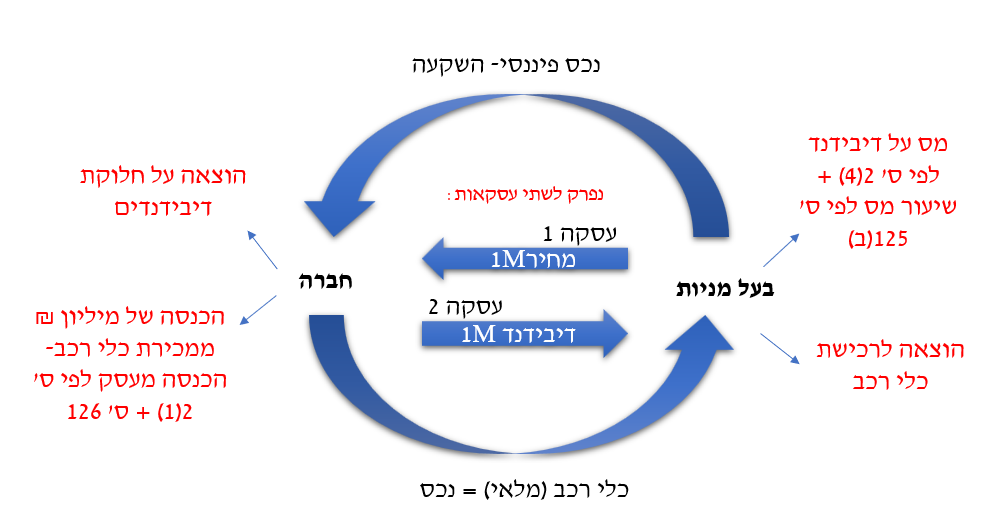 נכס פיננסי- השקעה
מס על דיבידנד
לפי ס' 2(4) +
שיעור מס לפי ס'
125(ב)
הוצאה על חלוקת
דיבידנדים
נפרק לשתי עסקאות :
עסקה 1
מחיר 1M
חברה
בעל מניות
עסקה 2
דיבידנד 1M
הכנסה של מיליון ₪
ממכירת כלי רכב-
הכנסה מעסק לפי ס'
2(1) + ס' 126
הוצאה לרכישת
כלי רכב
כלי רכב (מלאי) = נכס